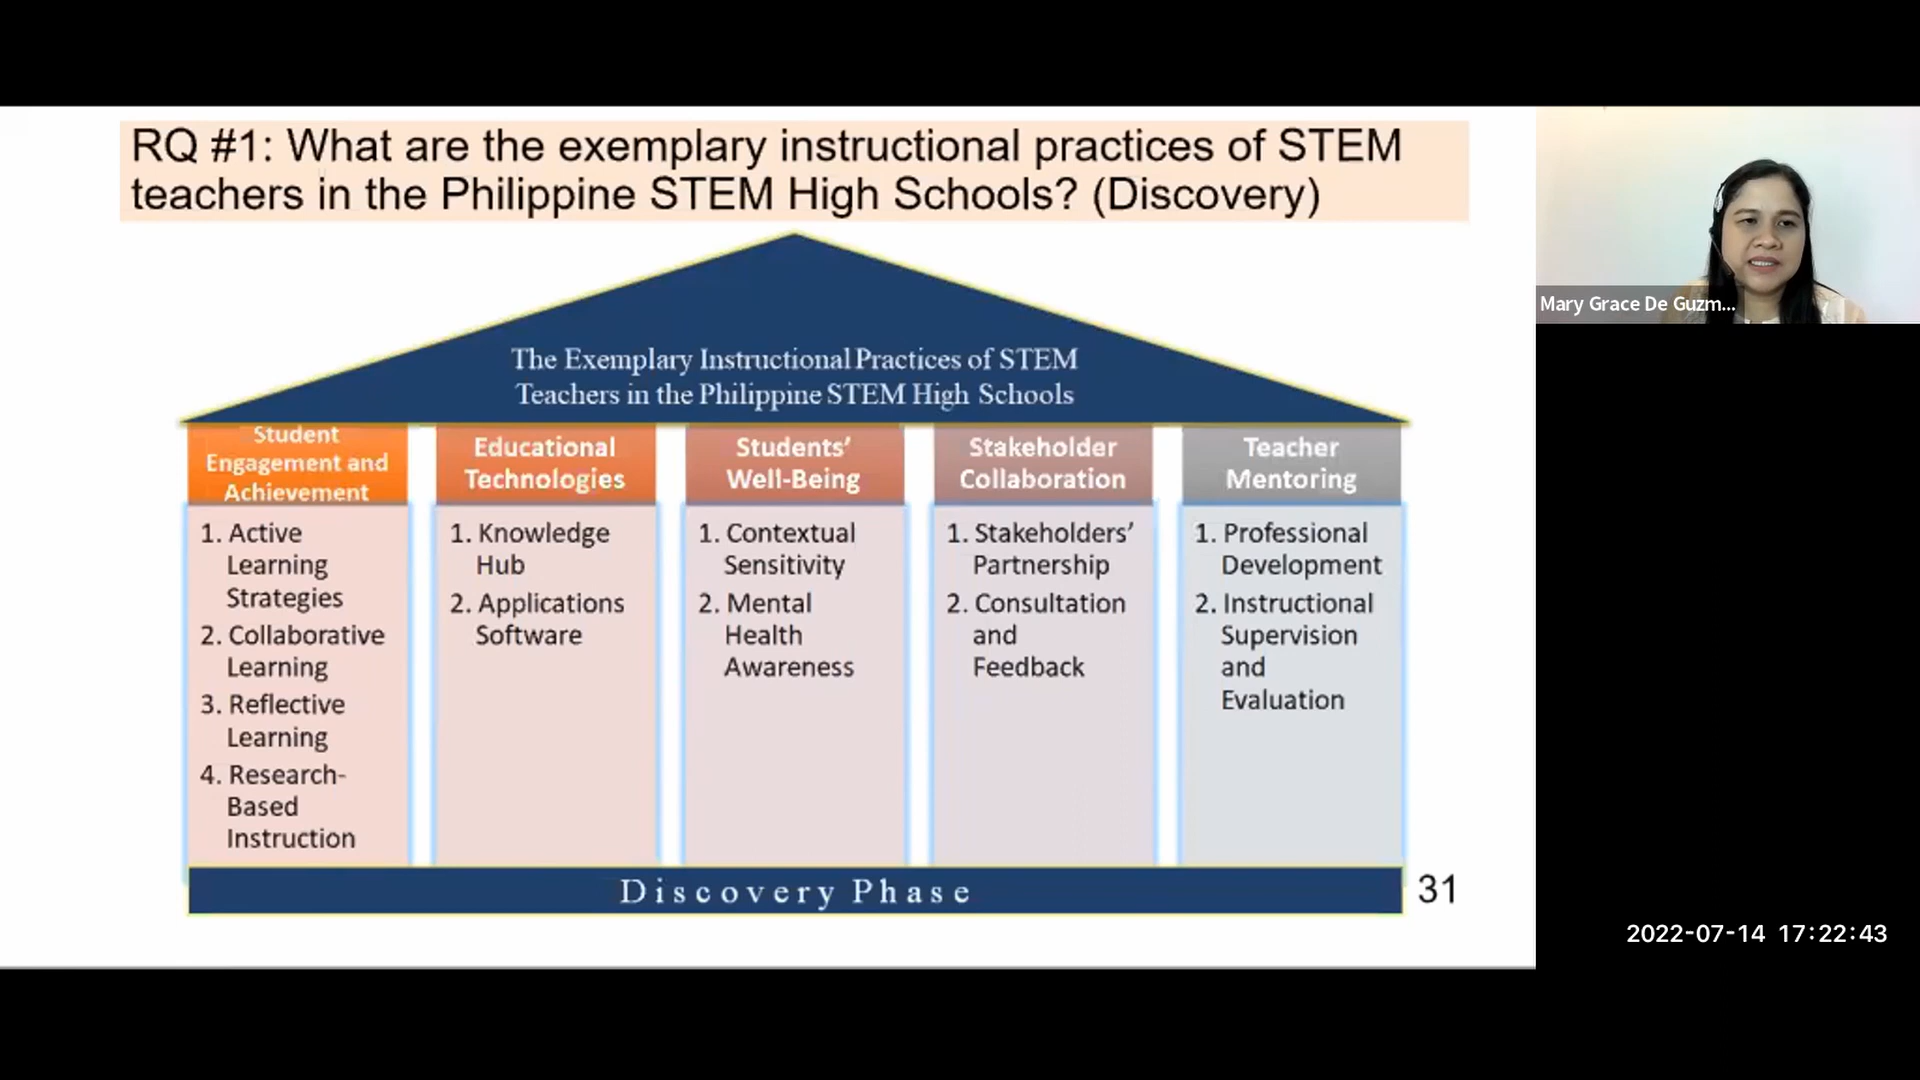 RQ #1: What are the exemplary instructional practices of STEM
teachers in the Philippine STEM High Schools? (Discovery)
The Exemplary Instructional Practices of STEM
Teachers in the Philippine STEM High Schools
Student
Engagement and
Achievement
1. Active
Learning
Strategies
2. Collaborative
Learning
3. Reflective
Learning
4. Research-
Based
Instruction
Educational
Technologies
1. Knowledge
Hub
2. Applications
Software
Students’
Well-Being
1. Contextual
Sensitivity
2. Mental
Health
Awareness
Stakeholder
Collaboration
1. Stakeholders’
Partnership
2. Consultation
and
Feedback
Teacher
Mentoring
1. Professional
Development
2. Instructional
Supervision
and
Evaluation
Discovery Phase
31
Mary Grace De Guzm...
2022-07-14 17:22:43